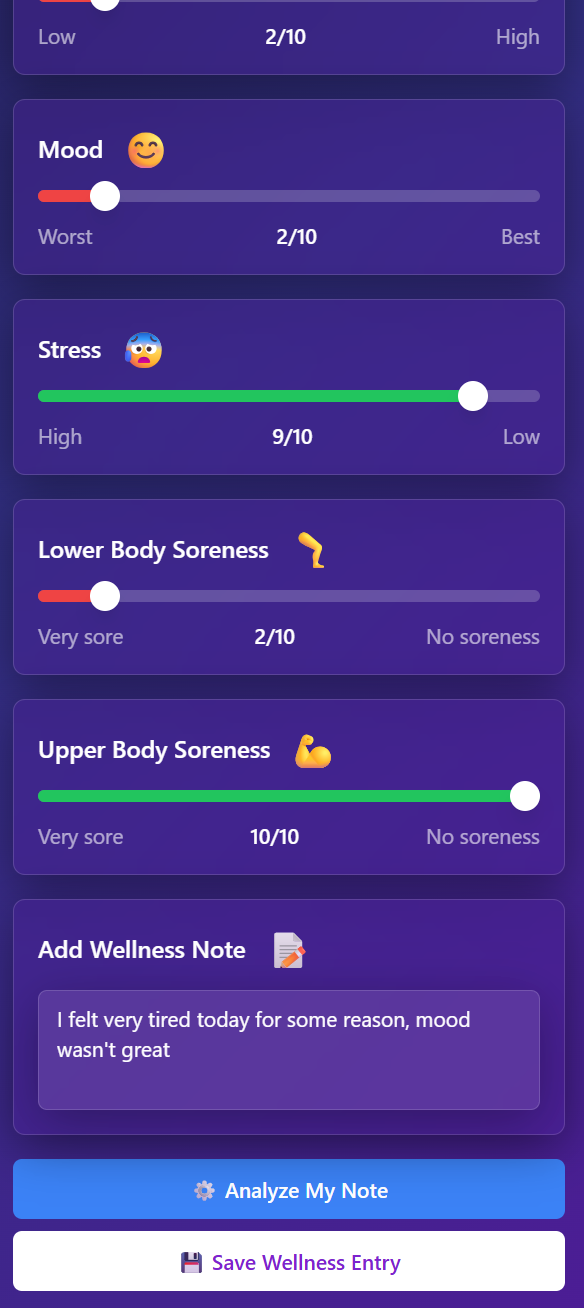 Low 2/10 High
Mood 😊
Worst 2/10 Best
Stress 😰
High 9/10 Low
Lower Body Soreness 🦵
Very sore 2/10 No soreness
Upper Body Soreness 💪
Very sore 10/10 No soreness
Add Wellness Note 📝
I felt very tired today for some reason, mood
wasn't great
⚙️ Analyze My Note
💾 Save Wellness Entry